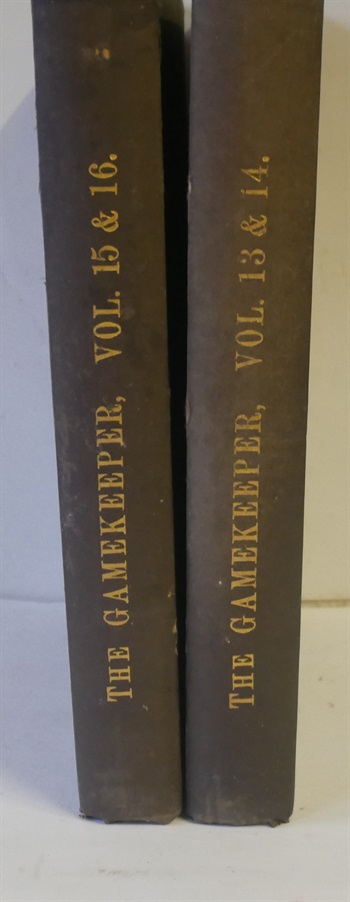 THE GAMEKEEPER, VOL. 15 & 16.
THE GAMEKEEPER, VOL. 13 & 14.